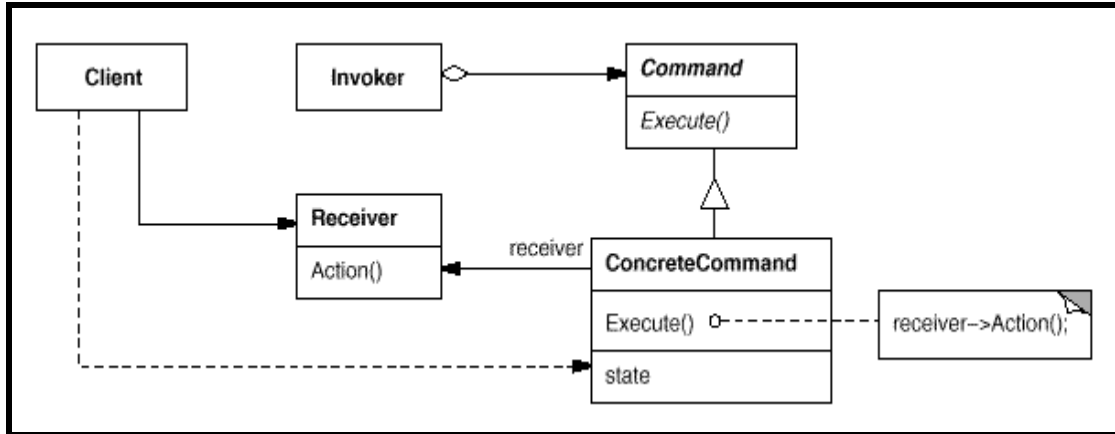 Client
Invoker
Command
Execute()
Receiver
Action()
receiver
ConcreteCommand
Execute()
receiver->Action();
state